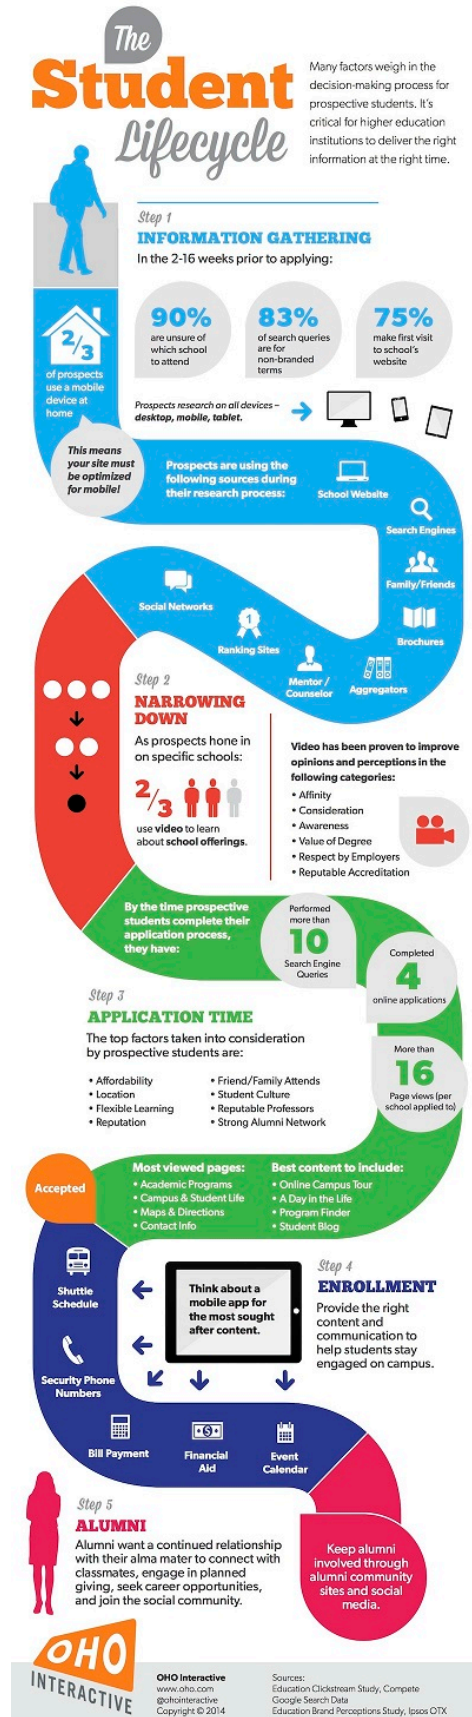 The
Student
Lifecycle
Many factors weigh in the
decision-making process for
prospective students. It's
critical for higher education
institutions to deliver the right
information at the right time.
Step 1
INFORMATION GATHERING
In the 2-16 weeks prior to applying:
90%
are unsure of
which school
to attend
83%
of search queries
are for
non-branded
terms
75%
make first visit
to school's
website
2/3
of prospects
use a mobile
device at
home
Prospects research on all devices –
desktop, mobile, tablet.
This means
your site must
be optimized
for mobile!
Prospects are using the
following sources during
their research process:
School Website
Search Engines
Family/Friends
Brochures
Aggregators
Mentor /
Counselor
1
Ranking Sites
Social Networks
Step 2
NARROWING
DOWN
As prospects hone in
on specific schools:
2/3
use video to learn
about school offerings.
Video has been proven to improve
opinions and perceptions in the
following categories:
• Affinity
• Consideration
• Awareness
• Value of Degree
• Respect by Employers
• Reputable Accreditation
By the time prospective
students complete their
application process,
they have:
Performed
more than
10
Search Engine
Queries
Completed
4
online applications
More than
16
Page views (per
school applied to)
Step 3
APPLICATION TIME
The top factors taken into consideration
by prospective students are:
• Affordability
• Location
• Flexible Learning
• Reputation
• Friend/Family Attends
• Student Culture
• Reputable Professors
• Strong Alumni Network
Most viewed pages:
• Academic Programs
• Campus & Student Life
• Maps & Directions
• Contact Info
Best content to include:
• Online Campus Tour
• A Day in the Life
• Program Finder
• Student Blog
Accepted
Step 4
ENROLLMENT
Provide the right
content and
communication to
help students stay
engaged on campus.
Think about a
mobile app for
the most sought
after content.
Shuttle
Schedule
Security Phone
Numbers
Bill Payment
$
Financial
Aid
Event
Calendar
Step 5
ALUMNI
Alumni want a continued relationship
with their alma mater to connect with
classmates, engage in planned
giving, seek career opportunities,
and join the social community.
Keep alumni
involved through
alumni community
sites and social
media.
OHO
INTERACTIVE
OHO Interactive
www.oho.com
@ohointeractive
Copyright © 2014
Sources:
Education Clickstream Study, Compete
Google Search Data
Education Brand Perceptions Study, Ipsos OTX